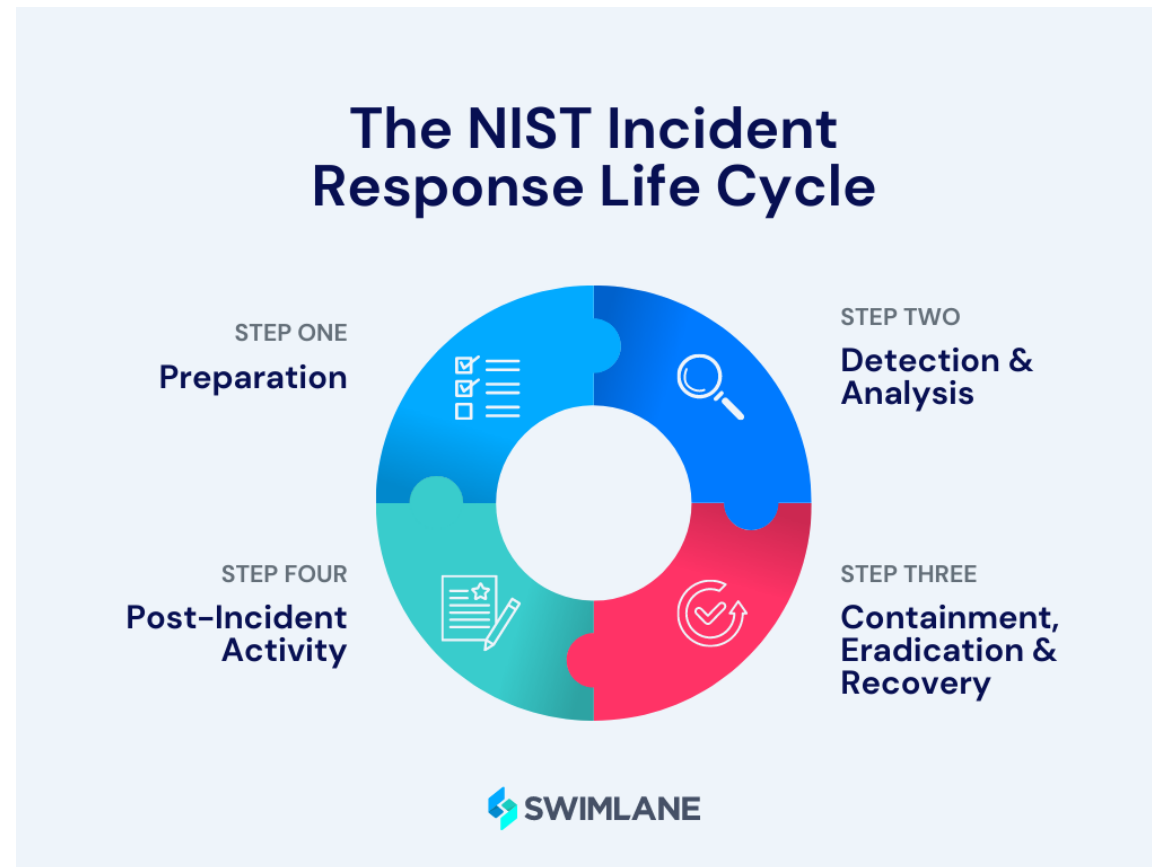 The NIST Incident
Response Life Cycle
STEP ONE
Preparation
STEP TWO
Detection &
Analysis
STEP THREE
Containment,
Eradication &
Recovery
STEP FOUR
Post-Incident
Activity
SWIMLANE